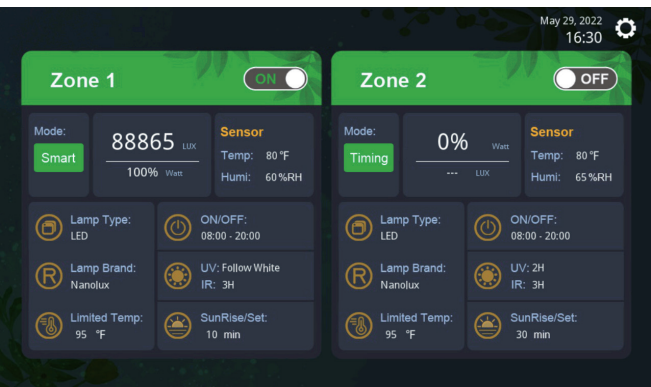 May 29, 2022
16:30
Zone 1
ON
Mode:
Smart
88865 LUX
100% Watt
Sensor
Temp: 80 °F
Humi: 60 %RH
Lamp Type:
LED
ON/OFF:
08:00 - 20:00
Lamp Brand:
Nanolux
UV: Follow White
IR: 3H
Limited Temp:
95 °F
SunRise/Set:
10 min
Zone 2
OFF
Mode:
Timing
0% Watt
--- LUX
Sensor
Temp: 80 °F
Humi: 65 %RH
Lamp Type:
LED
ON/OFF:
08:00 - 20:00
Lamp Brand:
Nanolux
UV: 2H
IR: 3H
Limited Temp:
95 °F
SunRise/Set:
30 min